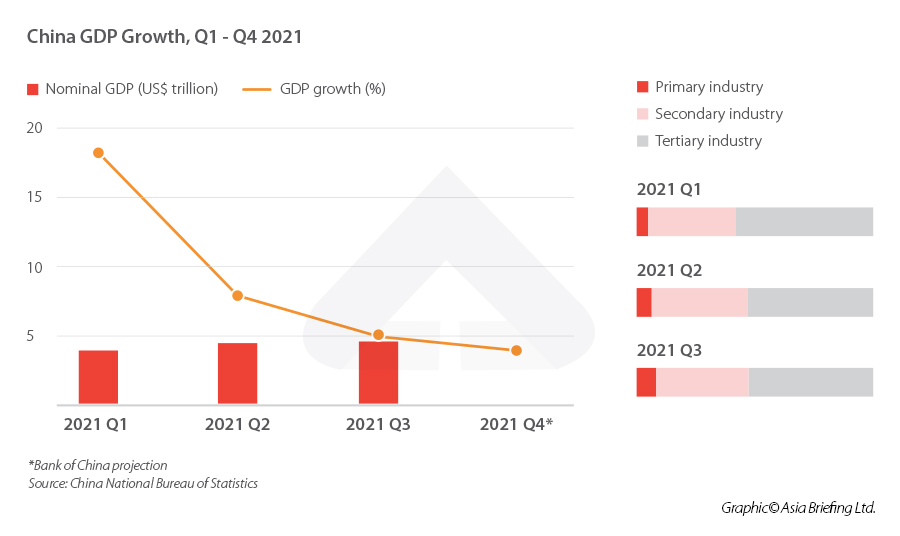 China GDP Growth, Q1 - Q4 2021
Nominal GDP (US$ trillion)
GDP growth (%)
20
15
10
5
2021 Q1
2021 Q2
2021 Q3
2021 Q4*
Primary industry
Secondary industry
Tertiary industry
2021 Q1
2021 Q2
2021 Q3
*Bank of China projection
Source: China National Bureau of Statistics
Graphic© Asia Briefing Ltd.